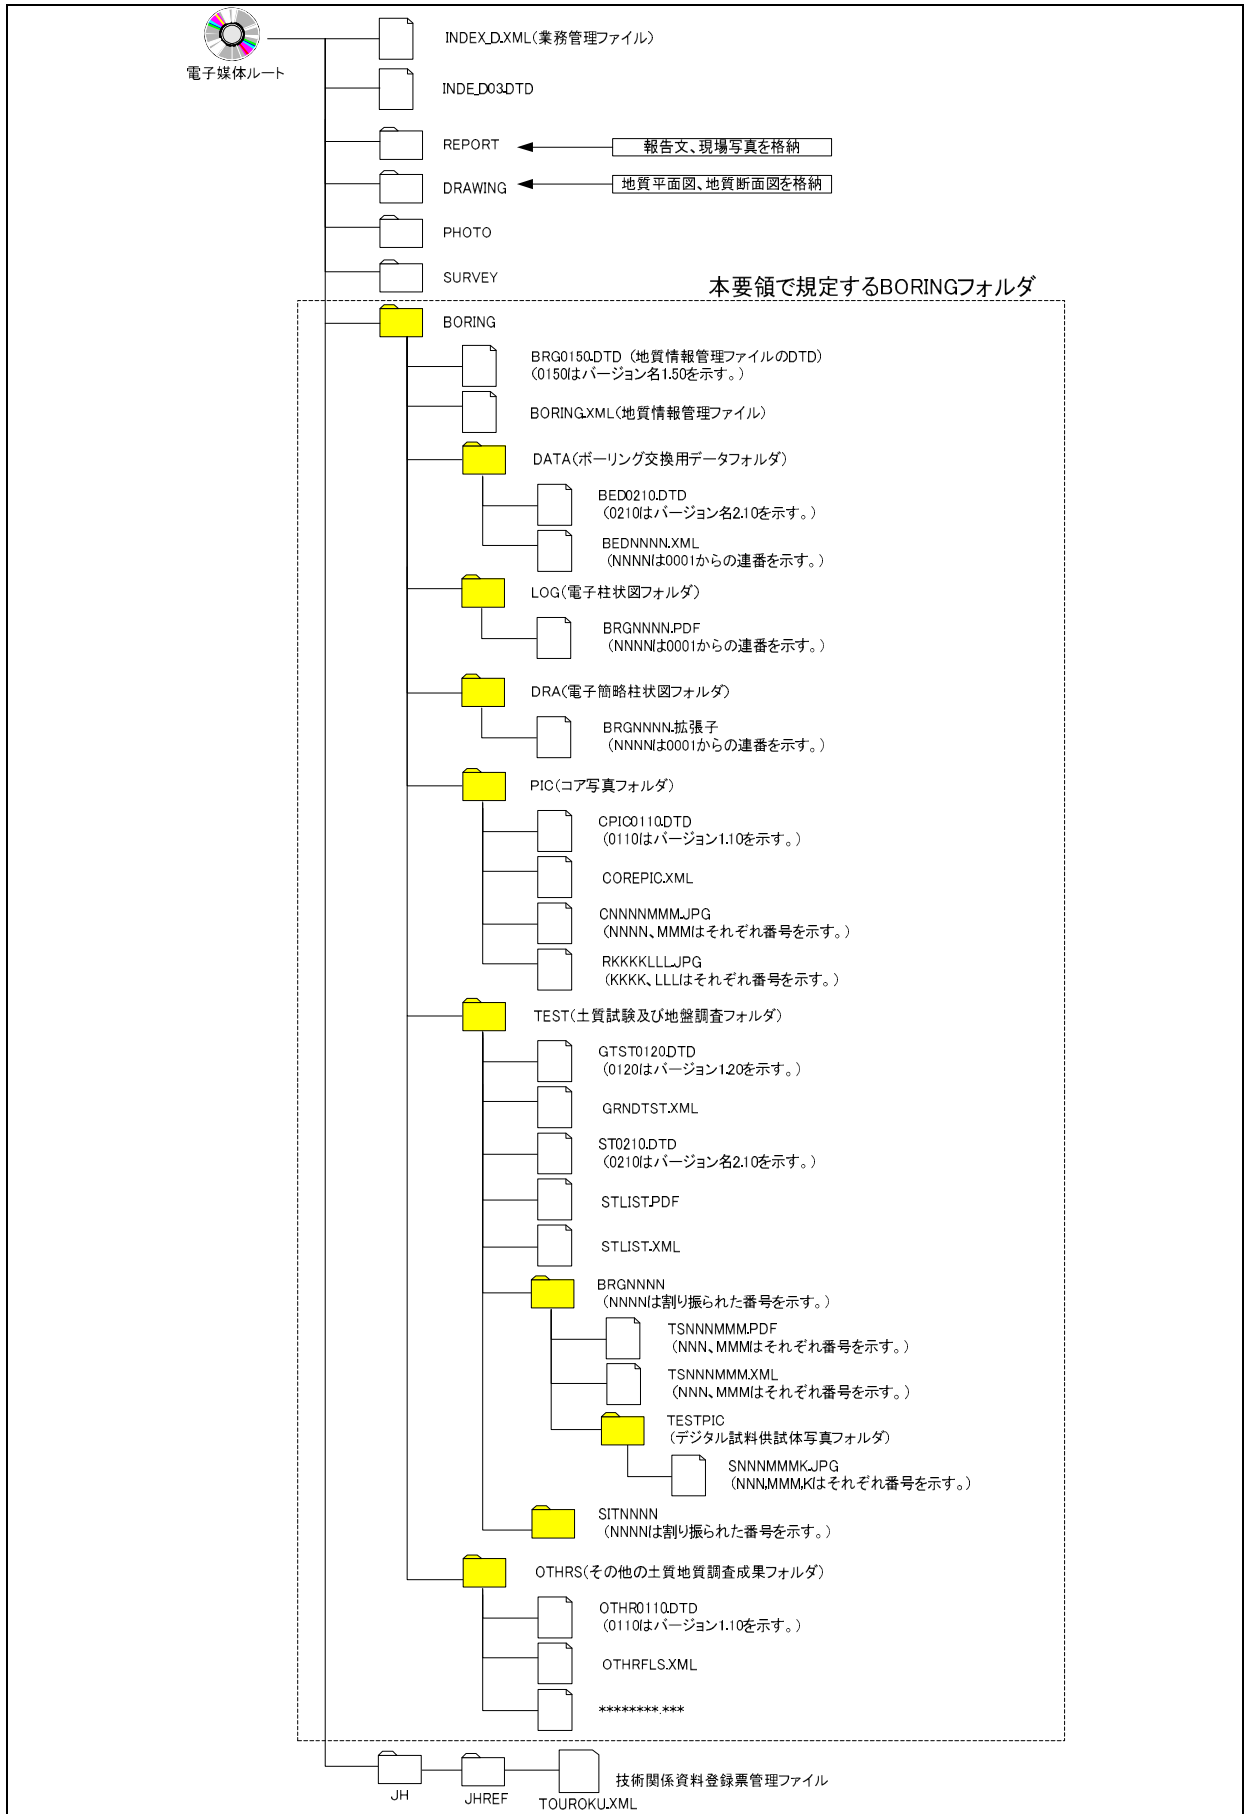 INDEX_D.XML(業務管理ファイル)
電子媒体ルート
INDE_D03.DTD
REPORT
報告文、現場写真を格納
DRAWING
地質平面図、地質断面図を格納
PHOTO
SURVEY
本要領で規定するBORINGフォルダ
BORING
BRG0150.DTD (地質情報管理ファイルのDTD)
(0150はバージョン名1.50を示す。)
BORING.XML(地質情報管理ファイル)
DATA(ボーリング交換用データフォルダ)
BED0210.DTD
(0210はバージョン名2.10を示す。)
BEDNNNN.XML
(NNNNは0001からの連番を示す。)
LOG(電子柱状図フォルダ)
BRGNNNN.PDF
(NNNNは0001からの連番を示す。)
DRA(電子簡略柱状図フォルダ)
BRGNNNN.拡張子
(NNNNは0001からの連番を示す。)
PIC(コア写真フォルダ)
CPIC0110.DTD
(0110はバージョン1.10を示す。)
COREPIC.XML
CNNNNMMM.JPG
(NNNN、MMMはそれぞれ番号を示す。)
RKKKKLLL.JPG
(KKKK、LLLはそれぞれ番号を示す。)
TEST(土質試験及び地盤調査フォルダ)
GTST0120.DTD
(0120はバージョン1.20を示す。)
GRNDTST.XML
ST0210.DTD
(0210はバージョン名2.10を示す。)
STLIST.PDF
STLIST.XML
BRGNNNN
(NNNNは割り振られた番号を示す。)
TSNNNMMM.PDF
(NNN、MMMはそれぞれ番号を示す。)
TSNNNMMM.XML
(NNN、MMMはそれぞれ番号を示す。)
TESTPIC
(デジタル試料供試体写真フォルダ)
SNNNMMMK.JPG
(NNN,MMM,Kはそれぞれ番号を示す。)
SITNNNN
(NNNNは割り振られた番号を示す。)
OTHRS(その他の土質地質調査成果フォルダ)
OTHR0110.DTD
(0110はバージョン1.10を示す。)
OTHRFLS.XML
********.***
技術関係資料登録票管理ファイル
JH
JHREF
TOUROKU.XML